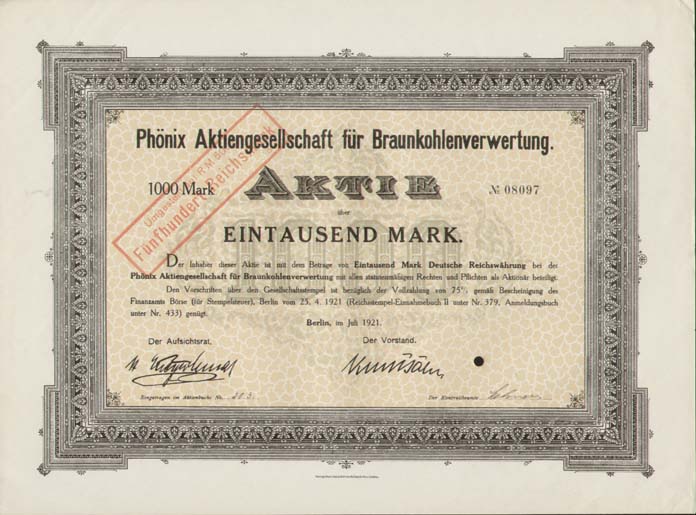 Phönix Aktiengesellschaft für Braunkohlenverwertung.
Umgestellt
Fünfhundert Reichsmark
1000 Mark
AKTIE
№ 08097
über
EINTAUSEND MARK.
Der Inhaber dieser Aktie ist mit dem Betrage von Eintausend Mark Deutsche Reichswährung bei der
Phönix Aktiengesellschaft für Braunkohlenverwertung mit allen statutenmäßigen Rechten und Pflichten als Aktionär beteiligt.
Den Vorschriften über den Gesellschaftsstempel ist bezüglich der Vollzahlung von 75% gemäß Bescheinigung des
Finanzamts Börse (für Stempelsteuer), Berlin vom 25. 4. 1921 (Reichsstempel-Einnahmebuch II unter Nr. 379, Anmeldungsbuch
unter Nr. 433) genügt.
Berlin, im Juli 1921.
Der Aufsichtsrat.
Der Vorstand.
Eingetragen im Aktienbuche Nr.
Der Kontrollbeamte